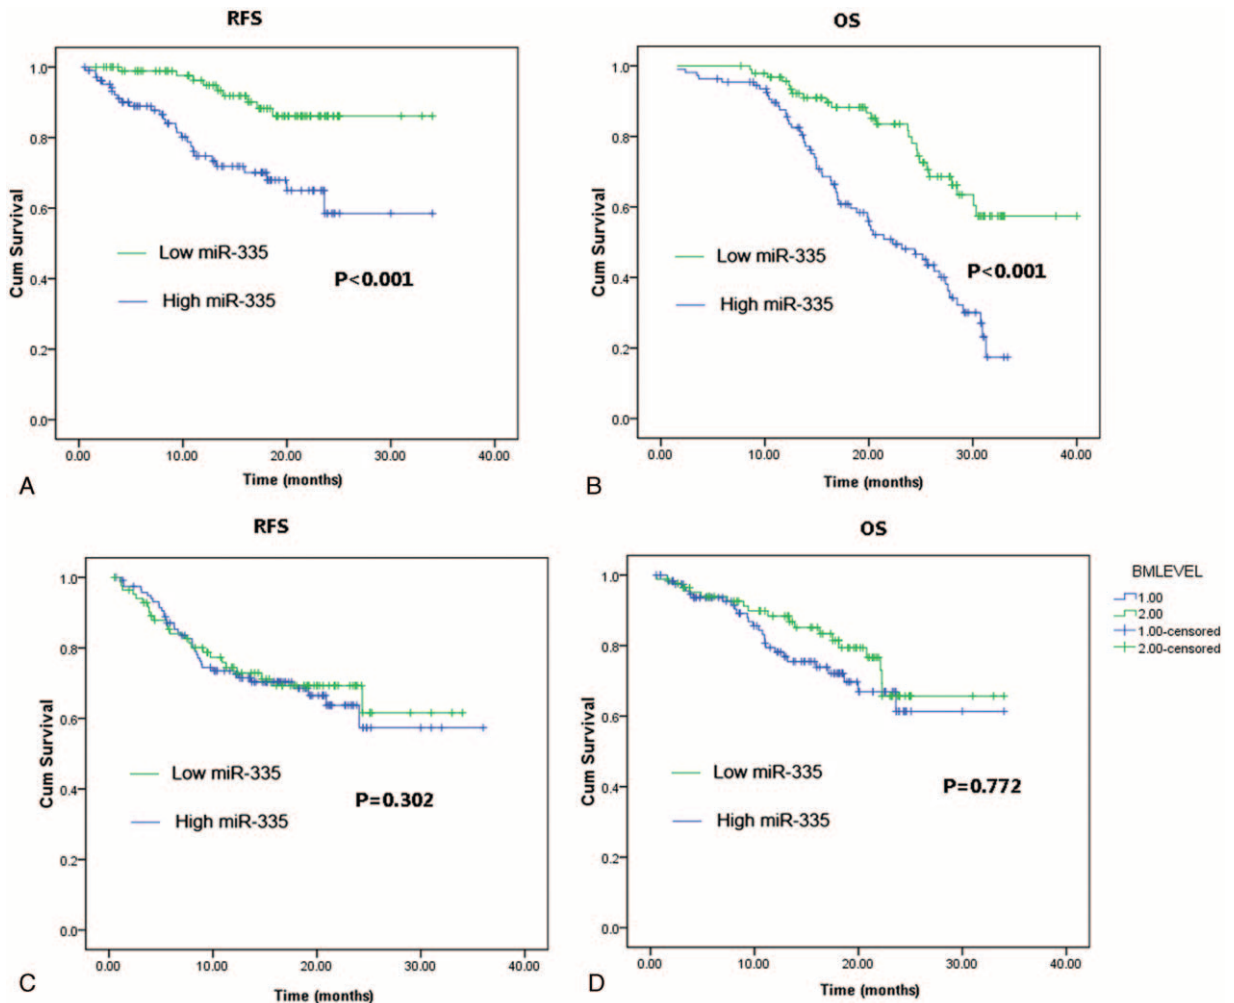 RFS
1.0
0.8
0.6
0.4
0.2
0.0
Cum Survival
Low miR-335
High miR-335
P<0.001
0.00 10.00 20.00 30.00 40.00
Time (months)
A
OS
1.0
0.8
0.6
0.4
0.2
0.0
Cum Survival
Low miR-335
High miR-335
P<0.001
0.00 10.00 20.00 30.00 40.00
Time (months)
B
RFS
1.0
0.8
0.6
0.4
0.2
0.0
Cum Survival
Low miR-335
High miR-335
P=0.302
0.00 10.00 20.00 30.00 40.00
Time (months)
C
OS
1.0
0.8
0.6
0.4
0.2
0.0
Cum Survival
Low miR-335
High miR-335
P=0.772
0.00 10.00 20.00 30.00 40.00
Time (months)
D
BMLEVEL
1.00
2.00
1.00-censored
2.00-censored